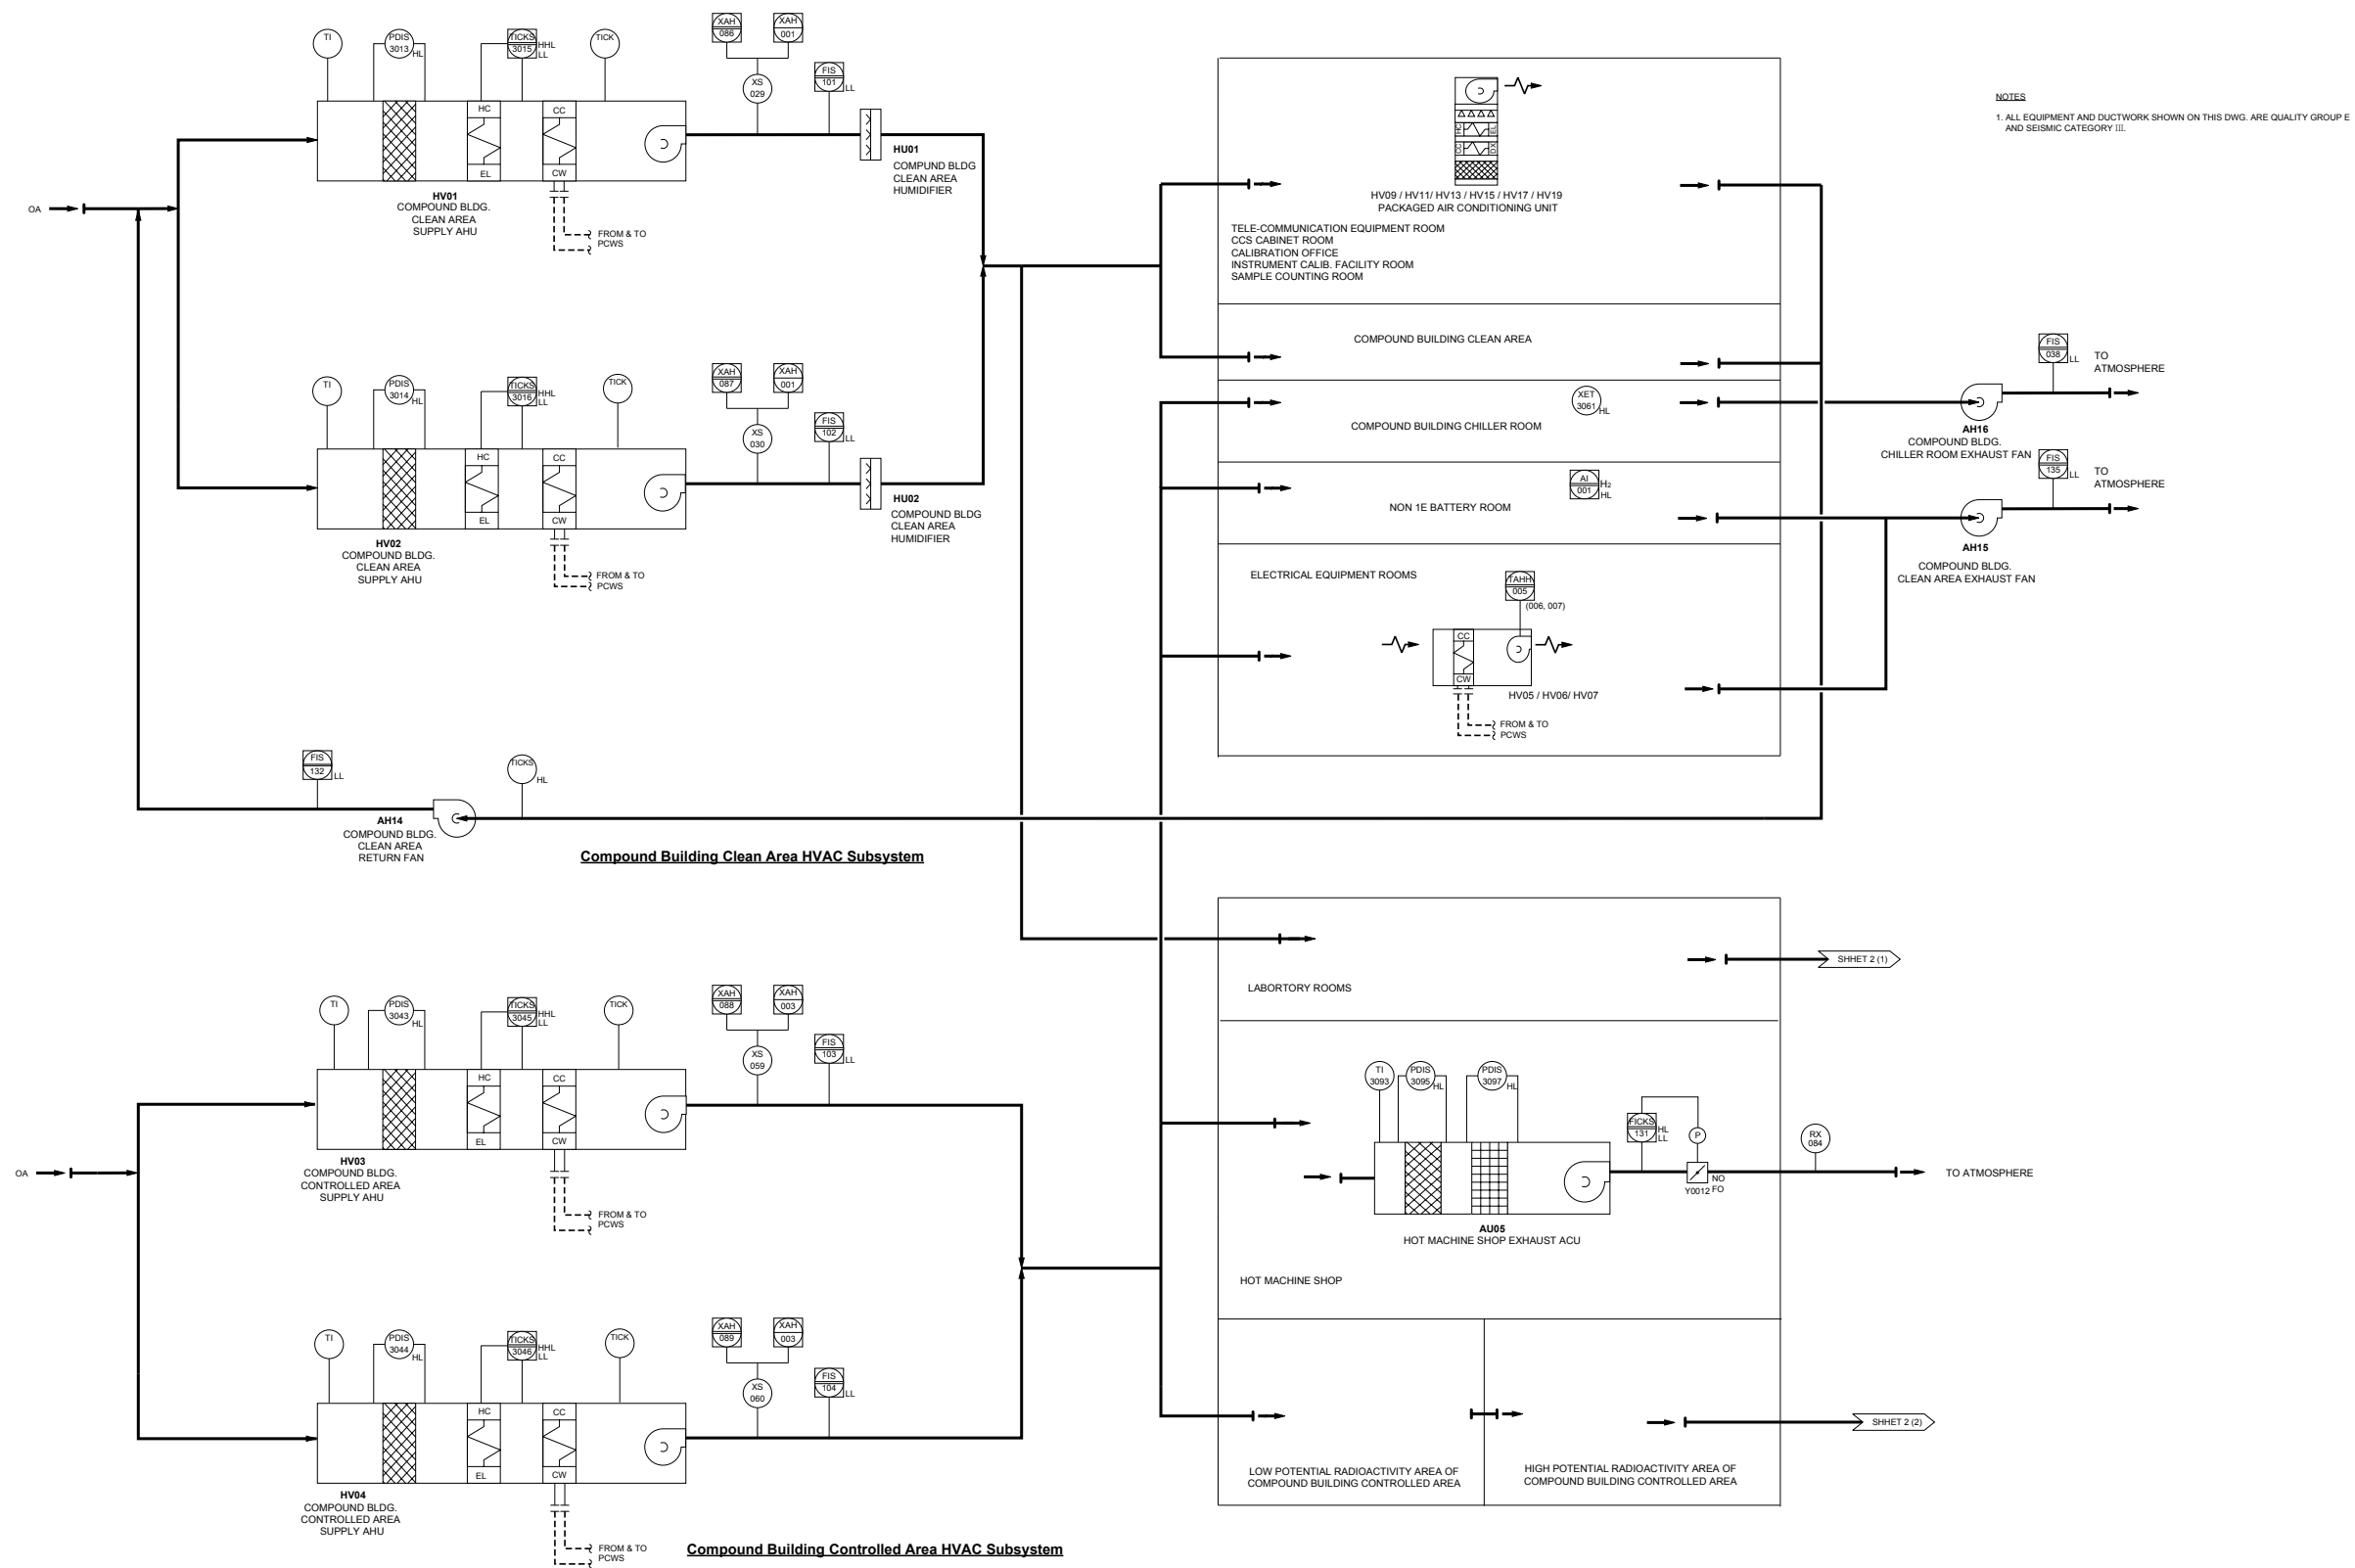 TI
PDIS
3013
HL
TICKS
3015
HHL
LL
TICK
XAH
086
XAH
001
XS
029
FIS
101
LL
HC
EL
CC
CW
HV01
COMPOUND BLDG.
CLEAN AREA
SUPPLY AHU
FROM & TO
PCWS
HU01
COMPUND BLDG
CLEAN AREA
HUMIDIFIER
OA
TI
PDIS
3014
HL
TICKS
3016
HHL
LL
TICK
XAH
087
XAH
001
XS
030
FIS
102
LL
HC
EL
CC
CW
HV02
COMPOUND BLDG.
CLEAN AREA
SUPPLY AHU
FROM & TO
PCWS
HU02
COMPOUND BLDG
CLEAN AREA
HUMIDIFIER
FIS
132
LL
TICKS
HL
AH14
COMPOUND BLDG.
CLEAN AREA
RETURN FAN
Compound Building Clean Area HVAC Subsystem
HC
EL
CC
DX
HV09 / HV11/ HV13 / HV15 / HV17 / HV19
PACKAGED AIR CONDITIONING UNIT
TELE-COMMUNICATION EQUIPMENT ROOM
CCS CABINET ROOM
CALIBRATION OFFICE
INSTRUMENT CALIB. FACILITY ROOM
SAMPLE COUNTING ROOM
COMPOUND BUILDING CLEAN AREA
XET
3061
HL
COMPOUND BUILDING CHILLER ROOM
AI
001
H₂
HL
NON 1E BATTERY ROOM
ELECTRICAL EQUIPMENT ROOMS
TAHH
005
(006, 007)
CC
CW
HV05 / HV06/ HV07
FROM & TO
PCWS
NOTES
1. ALL EQUIPMENT AND DUCTWORK SHOWN ON THIS DWG. ARE QUALITY GROUP E
AND SEISMIC CATEGORY III.
FIS
038
LL
TO
ATMOSPHERE
AH16
COMPOUND BLDG.
CHILLER ROOM EXHAUST FAN
FIS
135
LL
TO
ATMOSPHERE
AH15
COMPOUND BLDG.
CLEAN AREA EXHAUST FAN
TI
PDIS
3043
HL
TICKS
3045
HHL
LL
TICK
XAH
088
XAH
003
XS
059
FIS
103
LL
HC
EL
CC
CW
HV03
COMPOUND BLDG.
CONTROLLED AREA
SUPPLY AHU
FROM & TO
PCWS
OA
TI
PDIS
3044
HL
TICKS
3046
HHL
LL
TICK
XAH
089
XAH
003
XS
060
FIS
104
LL
HC
EL
CC
CW
HV04
COMPOUND BLDG.
CONTROLLED AREA
SUPPLY AHU
FROM & TO
PCWS
Compound Building Controlled Area HVAC Subsystem
LABORTORY ROOMS
SHHET 2 (1)
TI
3093
PDIS
3095
HL
PDIS
3097
HL
FICKS
131
HL
LL
P
Y0012
NO
FO
RX
084
TO ATMOSPHERE
AU05
HOT MACHINE SHOP EXHAUST ACU
HOT MACHINE SHOP
SHHET 2 (2)
LOW POTENTIAL RADIOACTIVITY AREA OF
COMPOUND BUILDING CONTROLLED AREA
HIGH POTENTIAL RADIOACTIVITY AREA OF
COMPOUND BUILDING CONTROLLED AREA